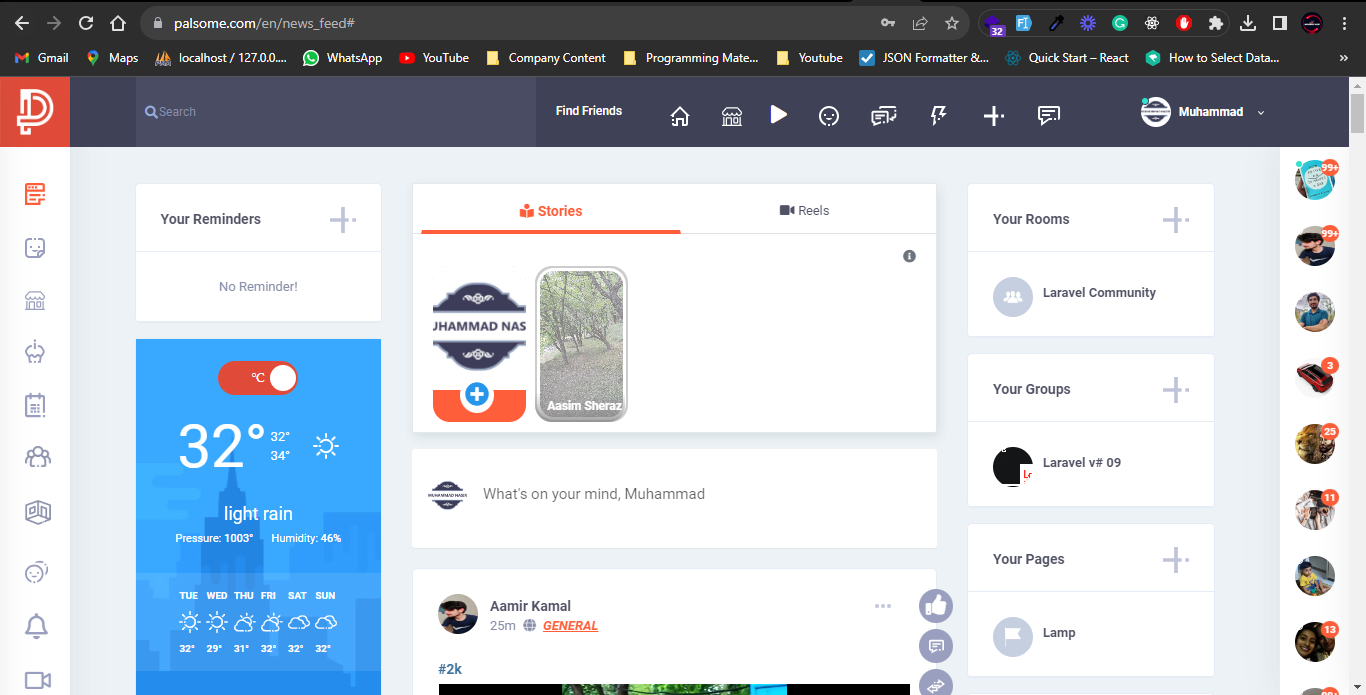 palsome.com/en/news_feed#
32
Gmail
Maps
localhost / 127.0.0....
WhatsApp
YouTube
Company Content
Programming Mate...
Youtube
JSON Formatter &...
Quick Start – React
How to Select Data...
»
Search
Find Friends
Muhammad
Your Reminders
No Reminder!
°C
32°
32°
34°
light rain
Pressure: 1003° Humidity: 46%
TUE WED THU FRI SAT SUN
32° 29° 31° 32° 32° 32°
Stories
Reels
UHAMMAD NAS
Aasim Sheraz
What's on your mind, Muhammad
Aamir Kamal
25m GENERAL
#2k
Your Rooms
Laravel Community
Your Groups
Laravel v# 09
Your Pages
Lamp
99+
99+
3
25
11
13
99+